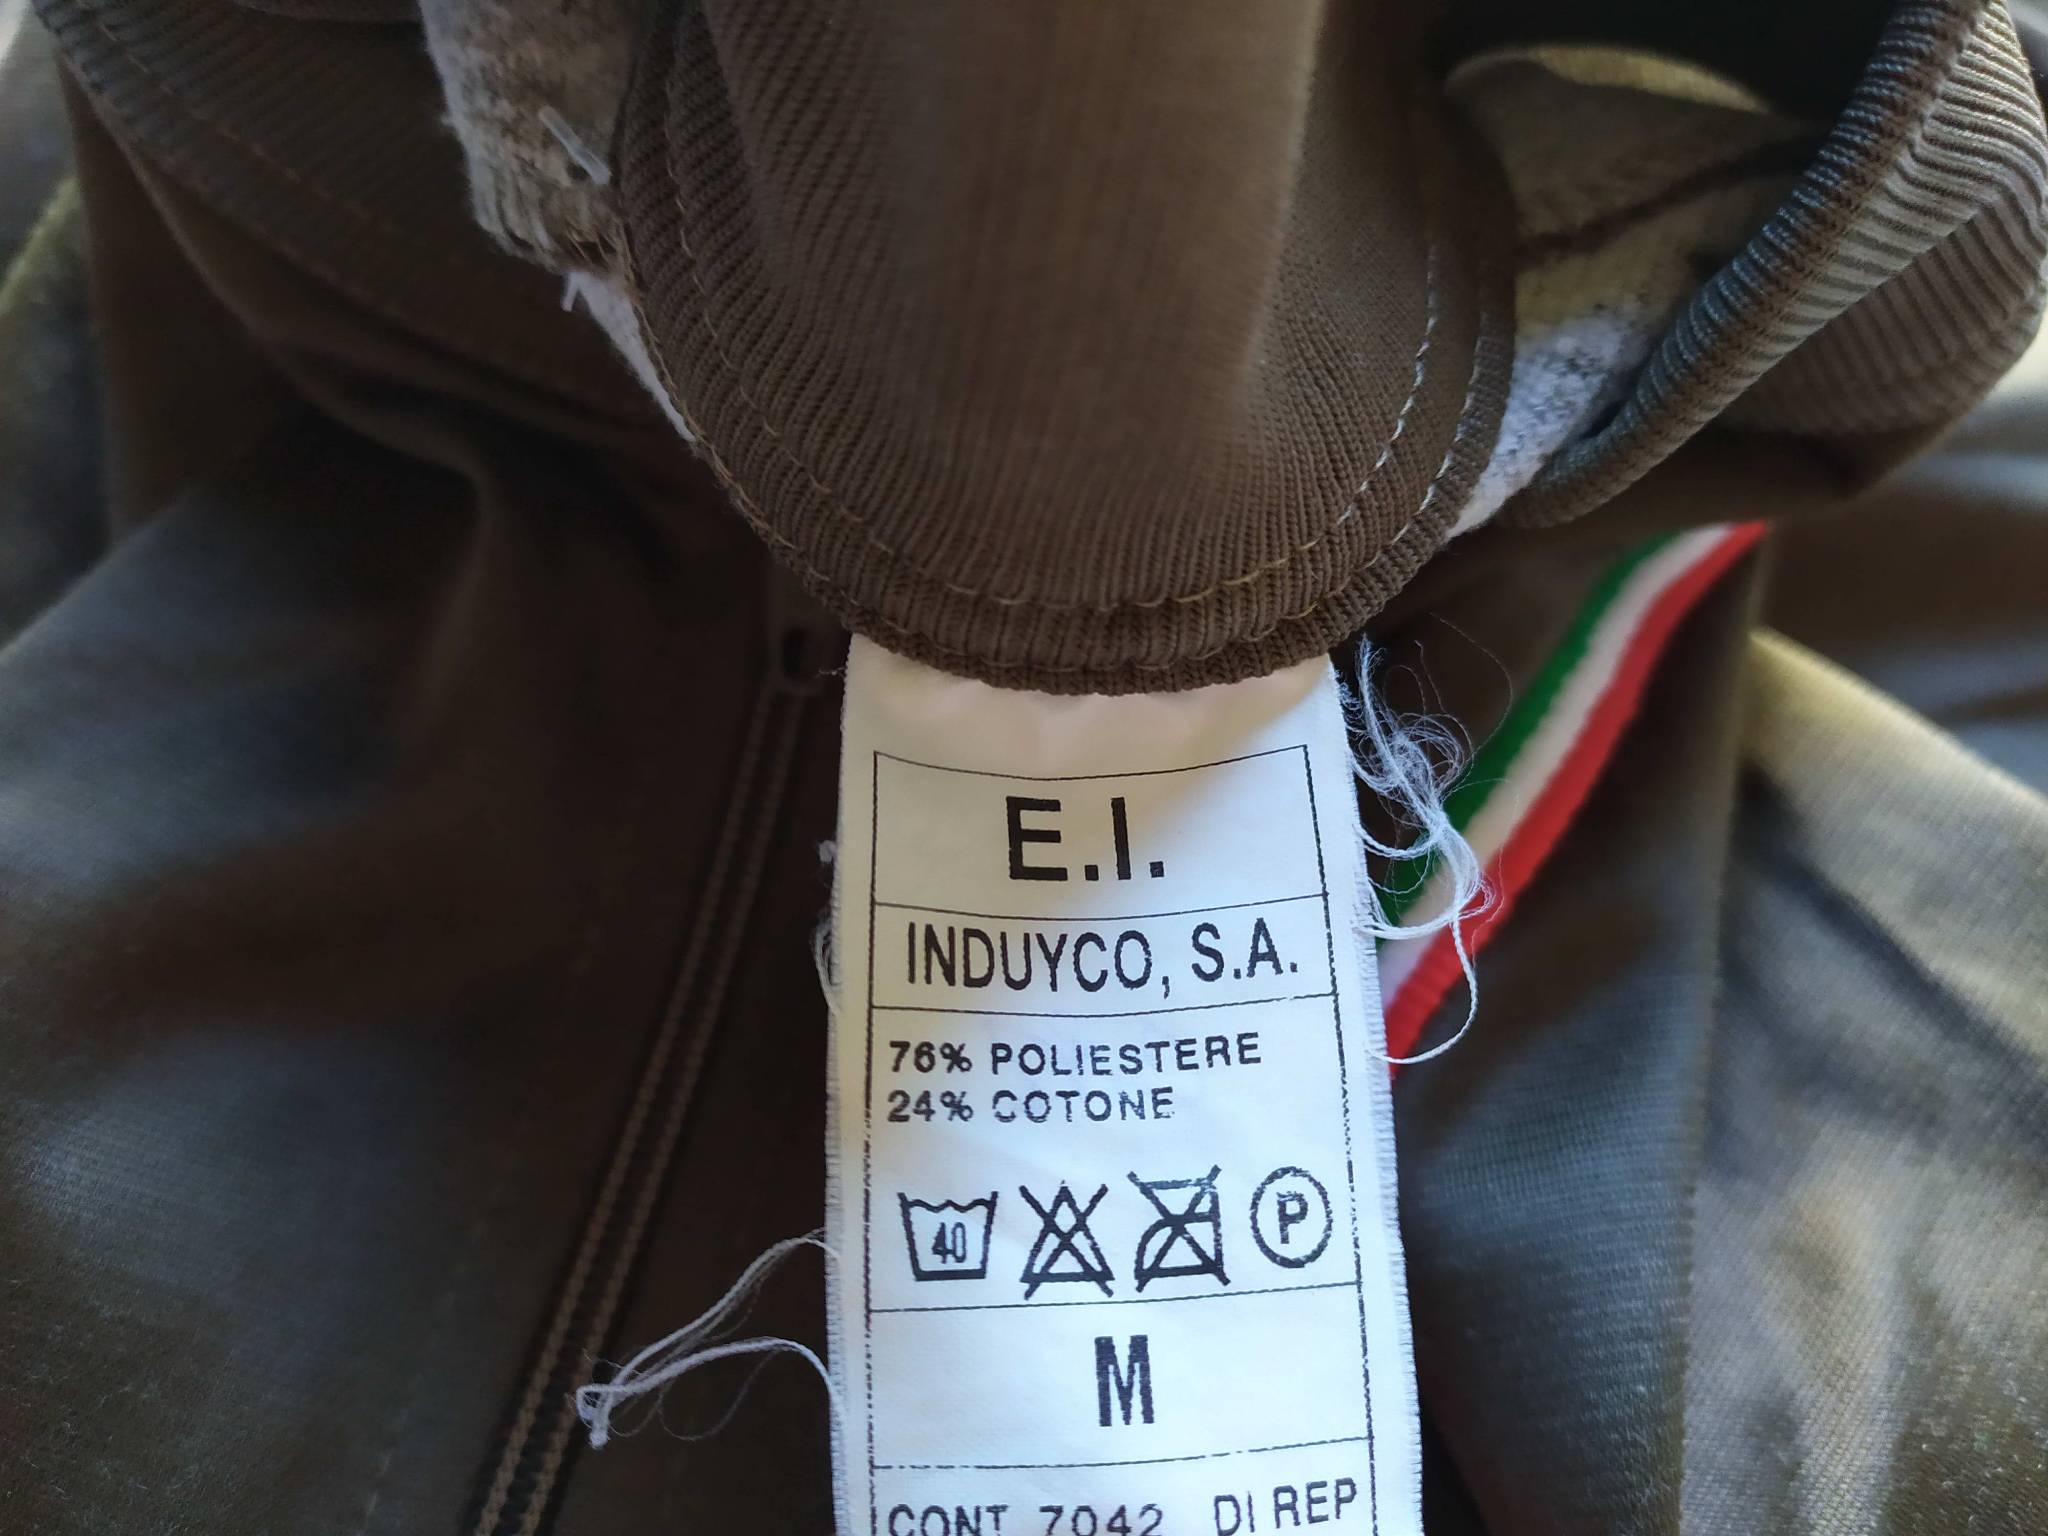 E.I.
INDUYCO, S.A.
76% POLIESTERE
24% COTONE
40 P
M
CONT 7042 DI REP